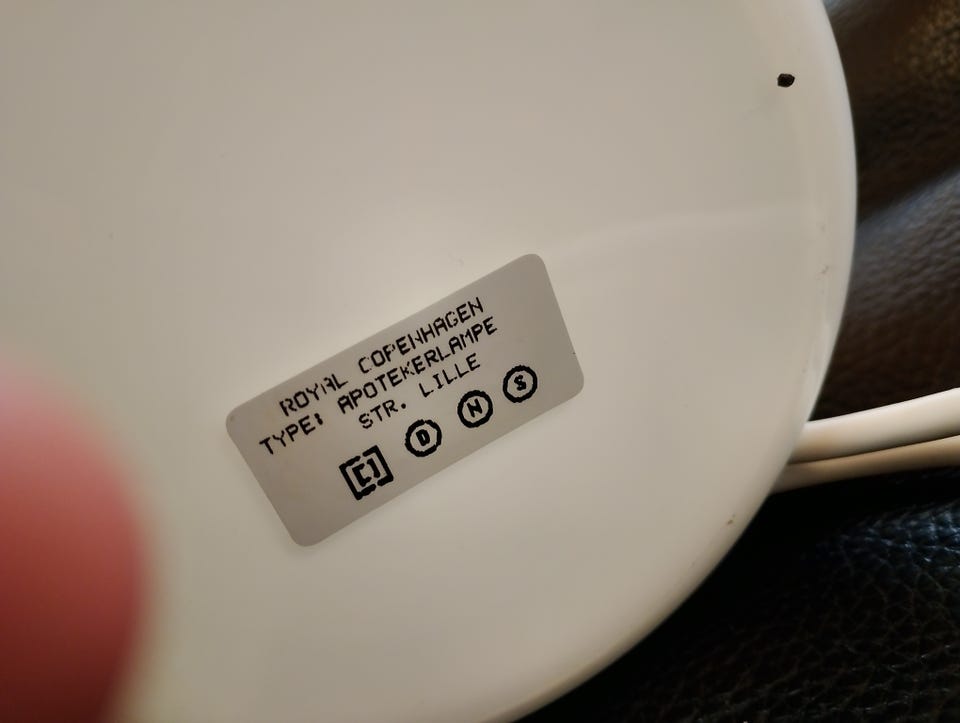 ROYAL COPENHAGEN
TYPE: APOTEKERLAMPE
STR. LILLE
D N S